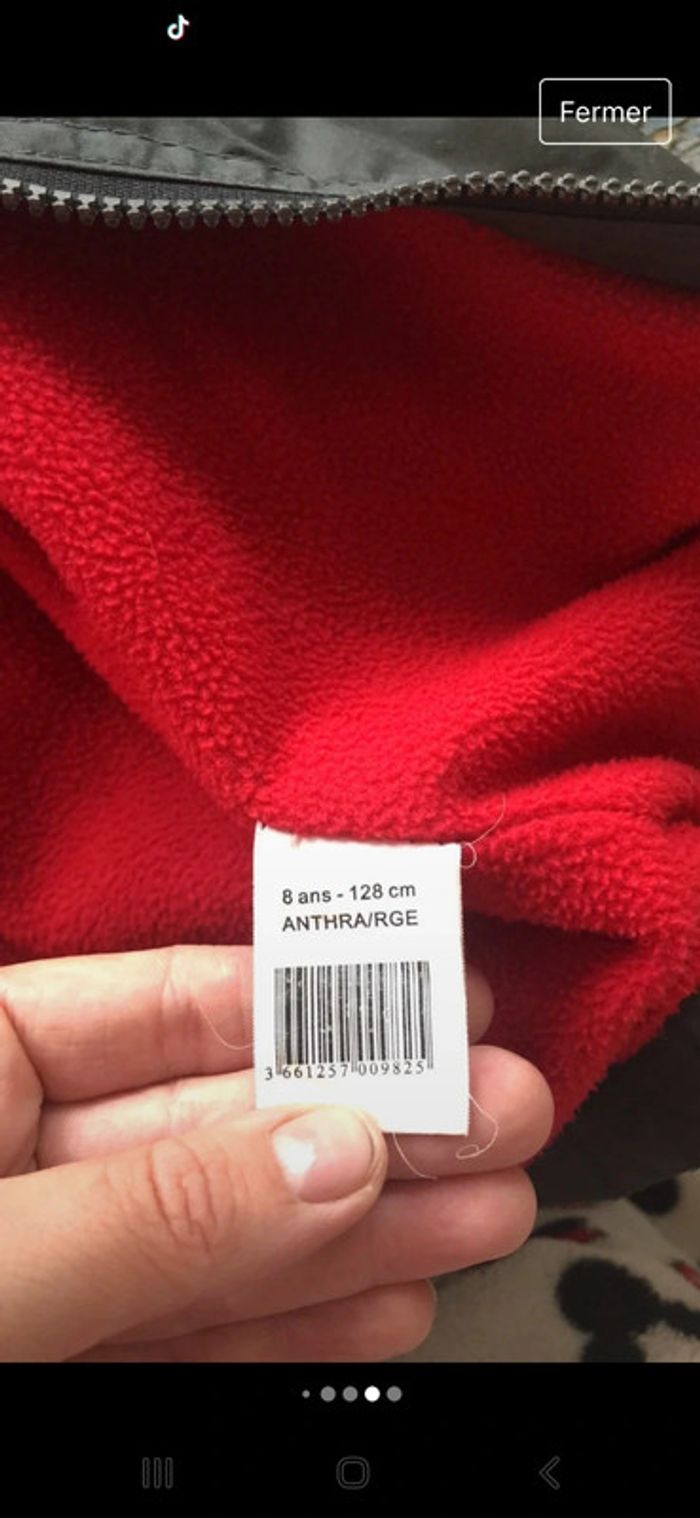 Fermer
8 ans - 128 cm
ANTHRA/RGE
3 661257 009825